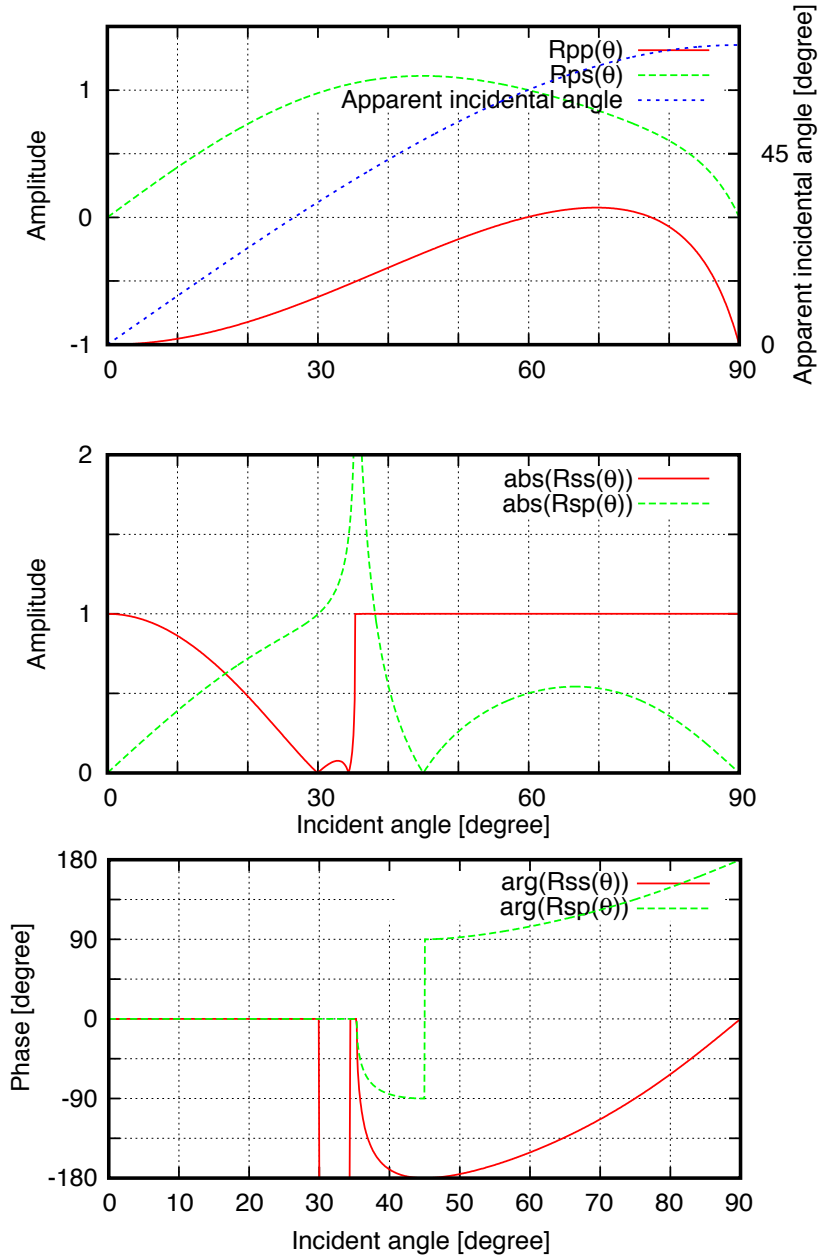 Rpp(θ)
Rps(θ)
Apparent incidental angle
1
0
-1
Amplitude
45
0
Apparent incidental angle [degree]
30
60
90
abs(Rss(θ))
abs(Rsp(θ))
2
1
0
Amplitude
0
30
60
90
Incident angle [degree]
arg(Rss(θ))
arg(Rsp(θ))
180
90
0
-90
-180
Phase [degree]
0
10
20
30
40
50
60
70
80
90
Incident angle [degree]